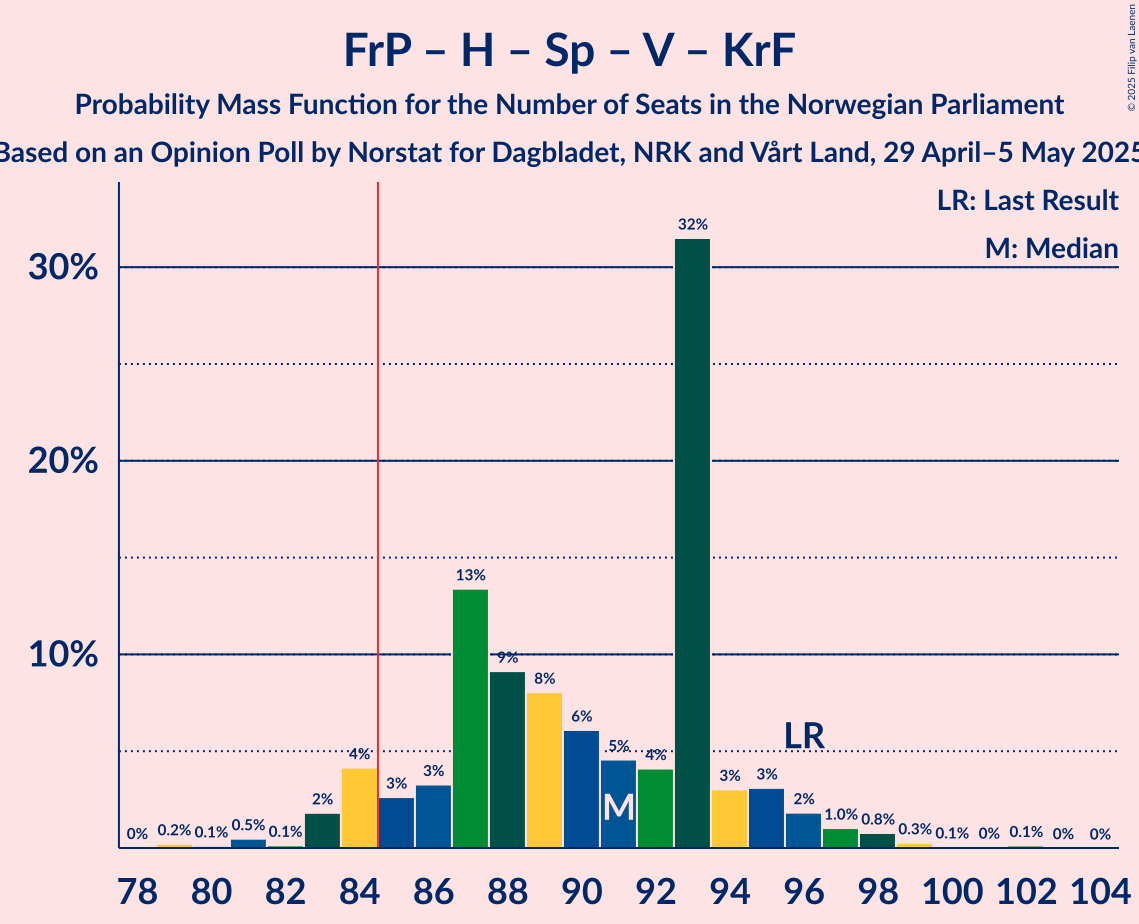 FrP – H – Sp – V – KrF
Probability Mass Function for the Number of Seats in the Norwegian Parliament
Based on an Opinion Poll by Norstat for Dagbladet, NRK and Vårt Land, 29 April–5 May 2025
© 2025 Filip van Laenen
LR: Last Result
M: Median
30%
20%
10%
0% 0.2% 0.1% 0.5% 0.1% 2% 4% 3% 3% 13% 9% 8% 6% 5% 4% 32% 3% 3% 2% 1.0% 0.8% 0.3% 0.1% 0% 0.1% 0% 0%
LR
M
78 80 82 84 86 88 90 92 94 96 98 100 102 104